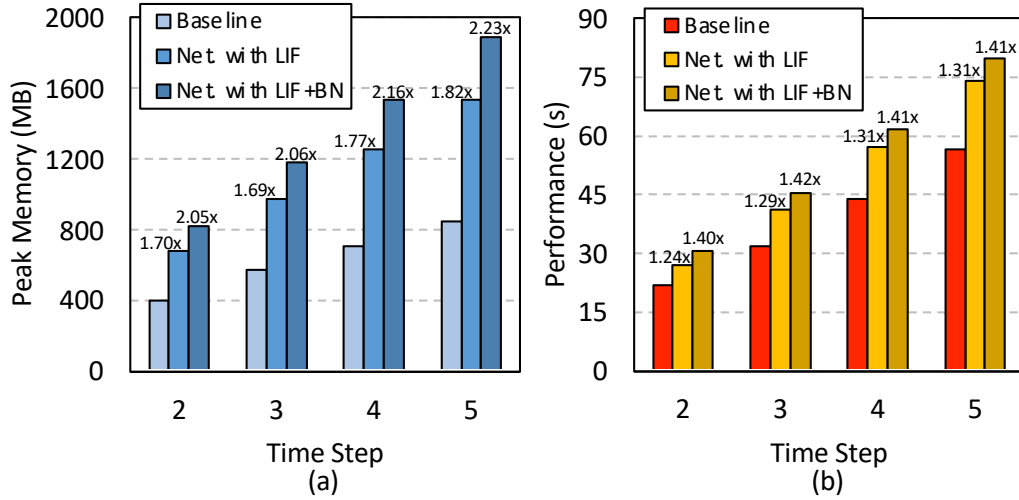 Peak Memory (MB)
2000
1600
1200
800
400
0
Baseline
Net. with LIF
Net. with LIF+BN
1.70x
2.05x
1.69x
2.06x
1.77x
2.16x
1.82x
2.23x
2
3
4
5
Time Step
(a)
Performance (s)
90
75
60
45
30
15
0
Baseline
Net. with LIF
Net. with LIF+BN
1.24x
1.40x
1.29x
1.42x
1.31x
1.41x
1.31x
1.41x
2
3
4
5
Time Step
(b)